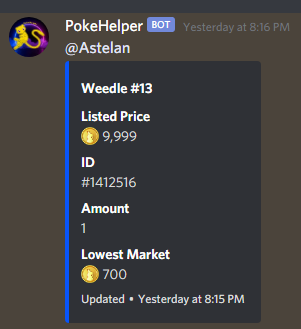 PokeHelper BOT Yesterday at 8:16 PM
@Astelan
Weedle #13
Listed Price
9,999
ID
#1412516
Amount
1
Lowest Market
700
Updated • Yesterday at 8:15 PM